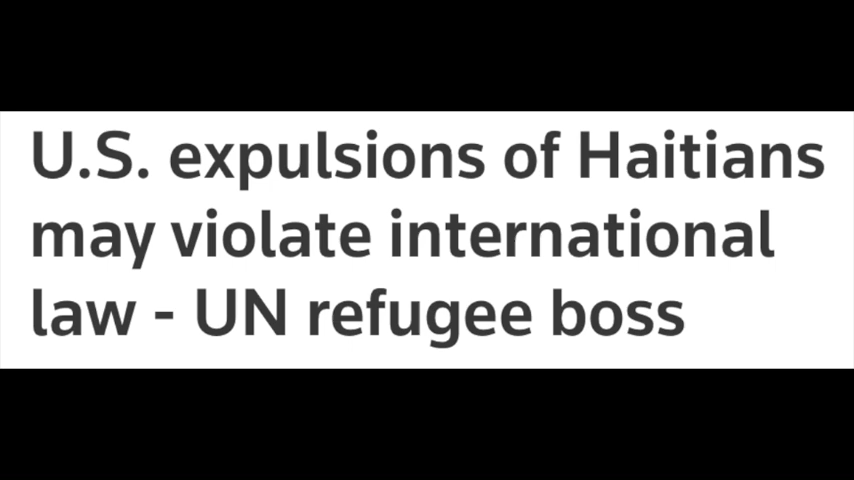 U.S. expulsions of Haitians
may violate international
law - UN refugee boss